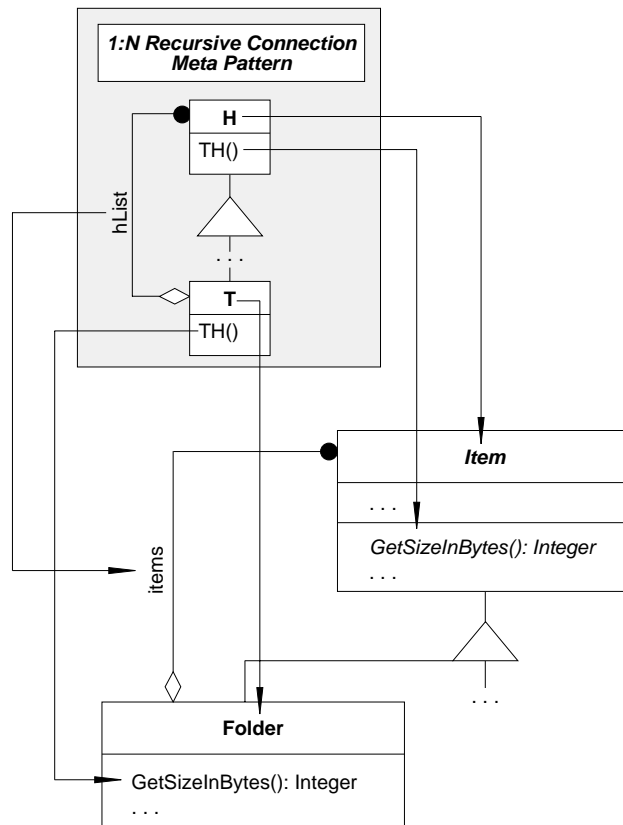 1:N Recursive Connection
Meta Pattern
H
TH()
hList
. . .
T
TH()
Item
. . .
GetSizeInBytes(): Integer
. . .
items
. . .
Folder
GetSizeInBytes(): Integer
. . .